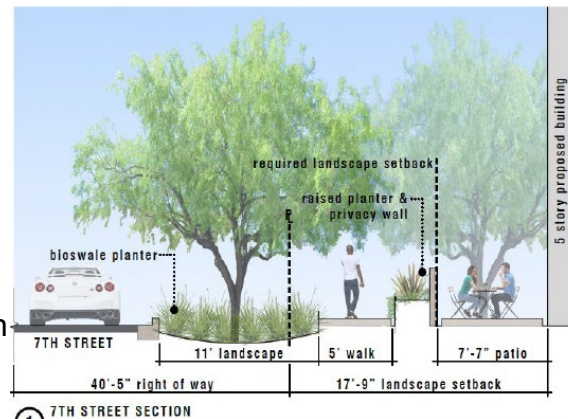 required landscape setback
raised planter &
privacy wall
bioswale planter
5 story proposed building
7TH STREET
11' landscape
5' walk
7'-7" patio
40'-5" right of way
17'-9" landscape setback
7TH STREET SECTION